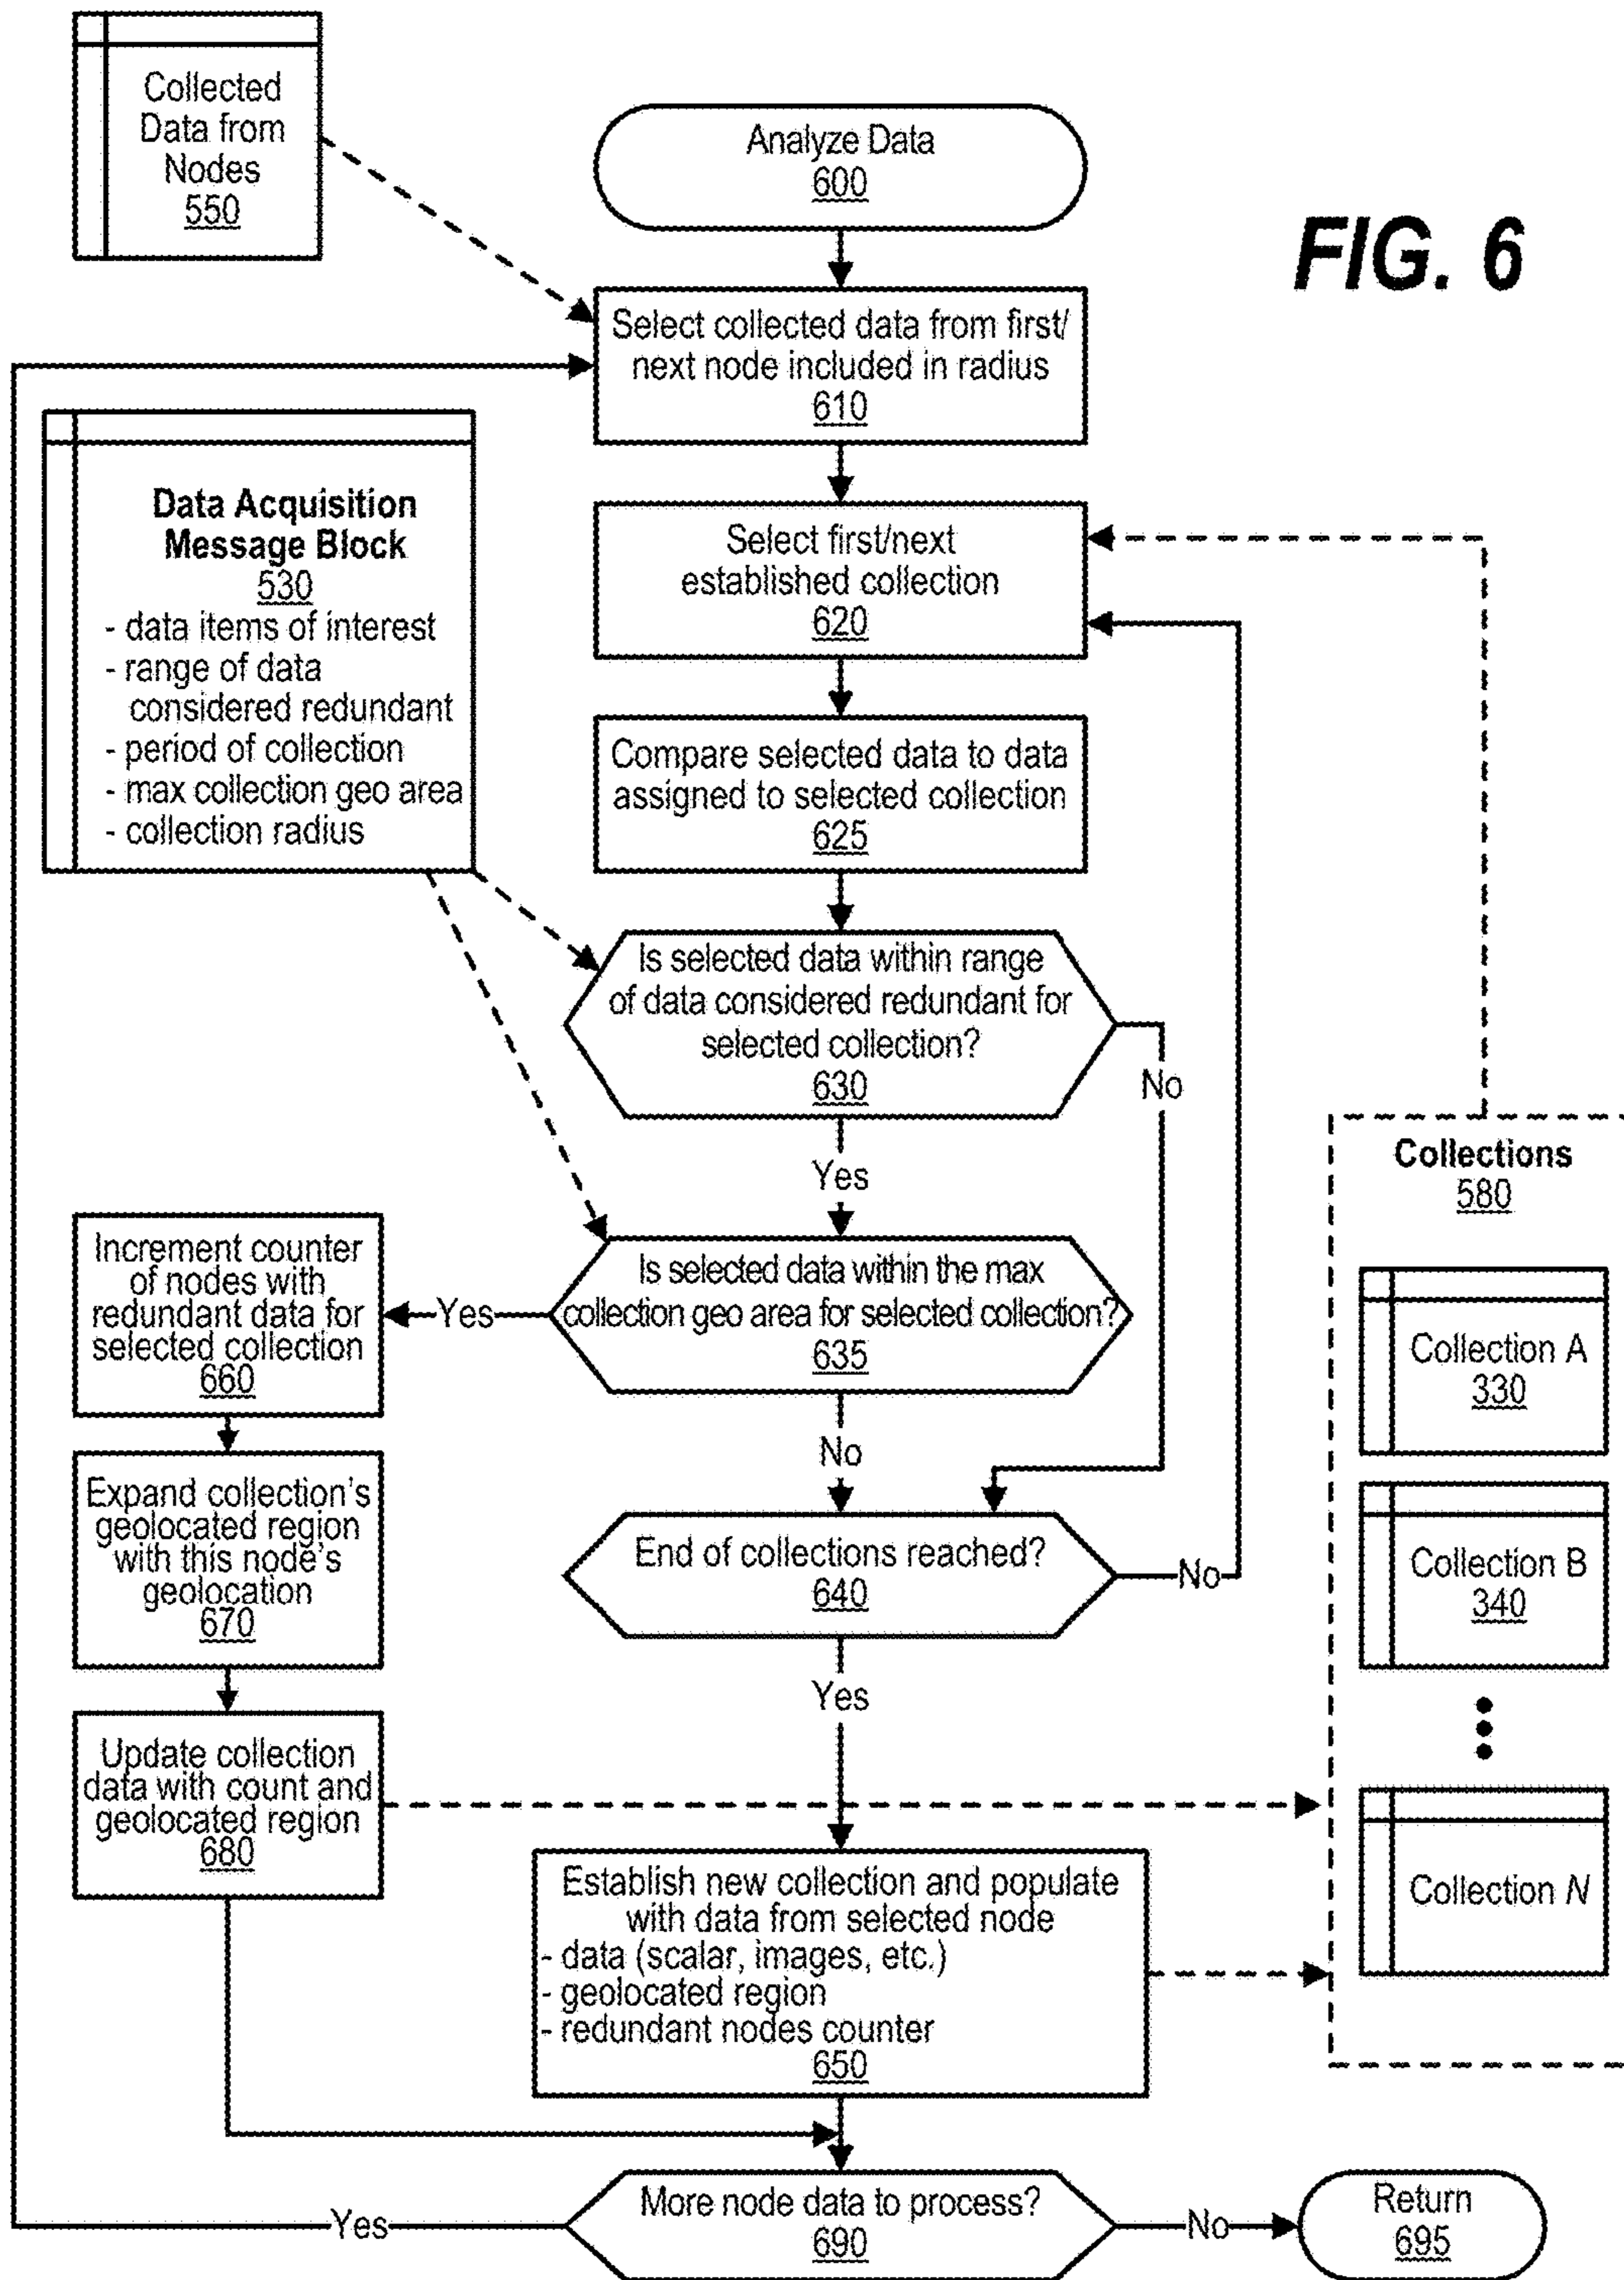 Collected
Data from
Nodes
550
Analyze Data
600
FIG. 6
Select collected data from first/
next node included in radius
610
Data Acquisition
Message Block
530
- data items of interest
- range of data
considered redundant
- period of collection
- max collection geo area
- collection radius
Select first/next
established collection
620
Compare selected data to data
assigned to selected collection
625
Is selected data within range
of data considered redundant for
selected collection?
630
No
Yes
Collections
580
Increment counter
of nodes with
redundant data for
selected collection
660
Yes
Is selected data within the max
collection geo area for selected collection?
635
Collection A
330
No
Expand collection's
geolocated region
with this node's
geolocation
670
End of collections reached?
640
No
Collection B
340
Yes
Update collection
data with count and
geolocated region
680
Collection N
Establish new collection and populate
with data from selected node
- data (scalar, images, etc.)
- geolocated region
- redundant nodes counter
650
Yes
More node data to process?
690
No
Return
695